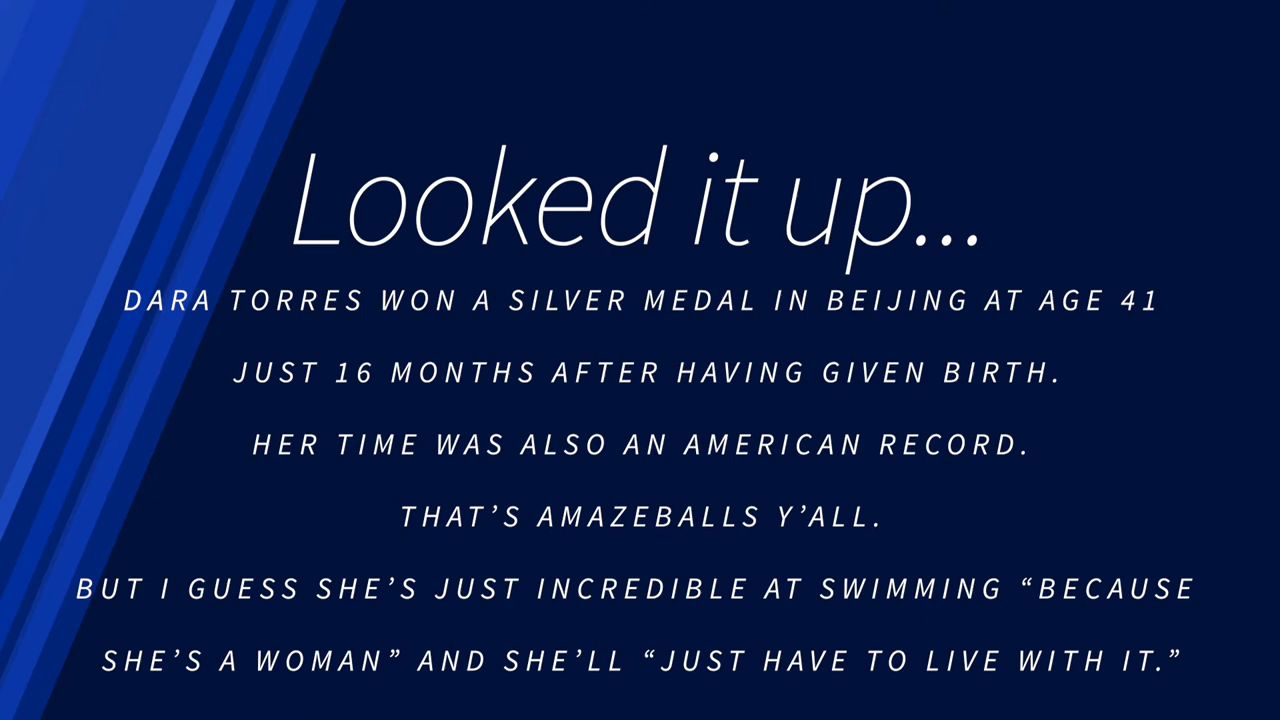 Looked it up...
DARA TORRES WON A SILVER MEDAL IN BEIJING AT AGE 41
JUST 16 MONTHS AFTER HAVING GIVEN BIRTH.
HER TIME WAS ALSO AN AMERICAN RECORD.
THAT’S AMAZEBALLS Y’ALL.
BUT I GUESS SHE’S JUST INCREDIBLE AT SWIMMING “BECAUSE
SHE’S A WOMAN” AND SHE’LL “JUST HAVE TO LIVE WITH IT.”